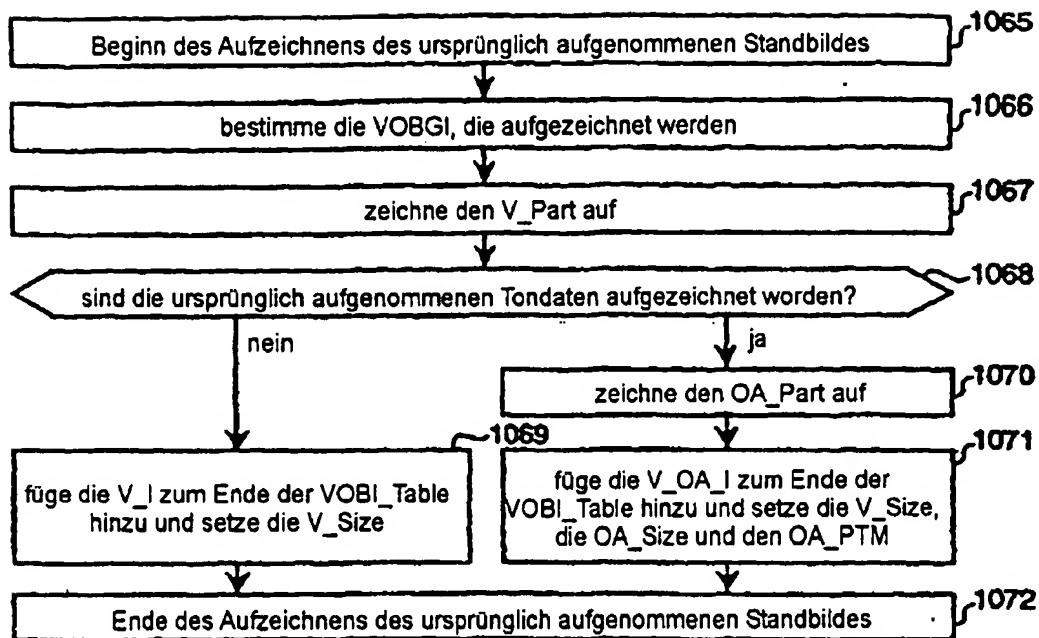 Beginn des Aufzeichnens des ursprünglich aufgenommenen Standbildes
1065
bestimme die VOBGI, die aufgezeichnet werden
1066
zeichne den V_Part auf
1067
sind die ursprünglich aufgenommenen Tondaten aufgezeichnet worden?
1068
nein
ja
zeichne den OA_Part auf
1070
1069
1071
füge die V_I zum Ende der VOBI_Table
hinzu und setze die V_Size
füge die V_OA_I zum Ende der
VOBI_Table hinzu und setze die V_Size,
die OA_Size und den OA_PTM
Ende des Aufzeichnens des ursprünglich aufgenommenen Standbildes
1072